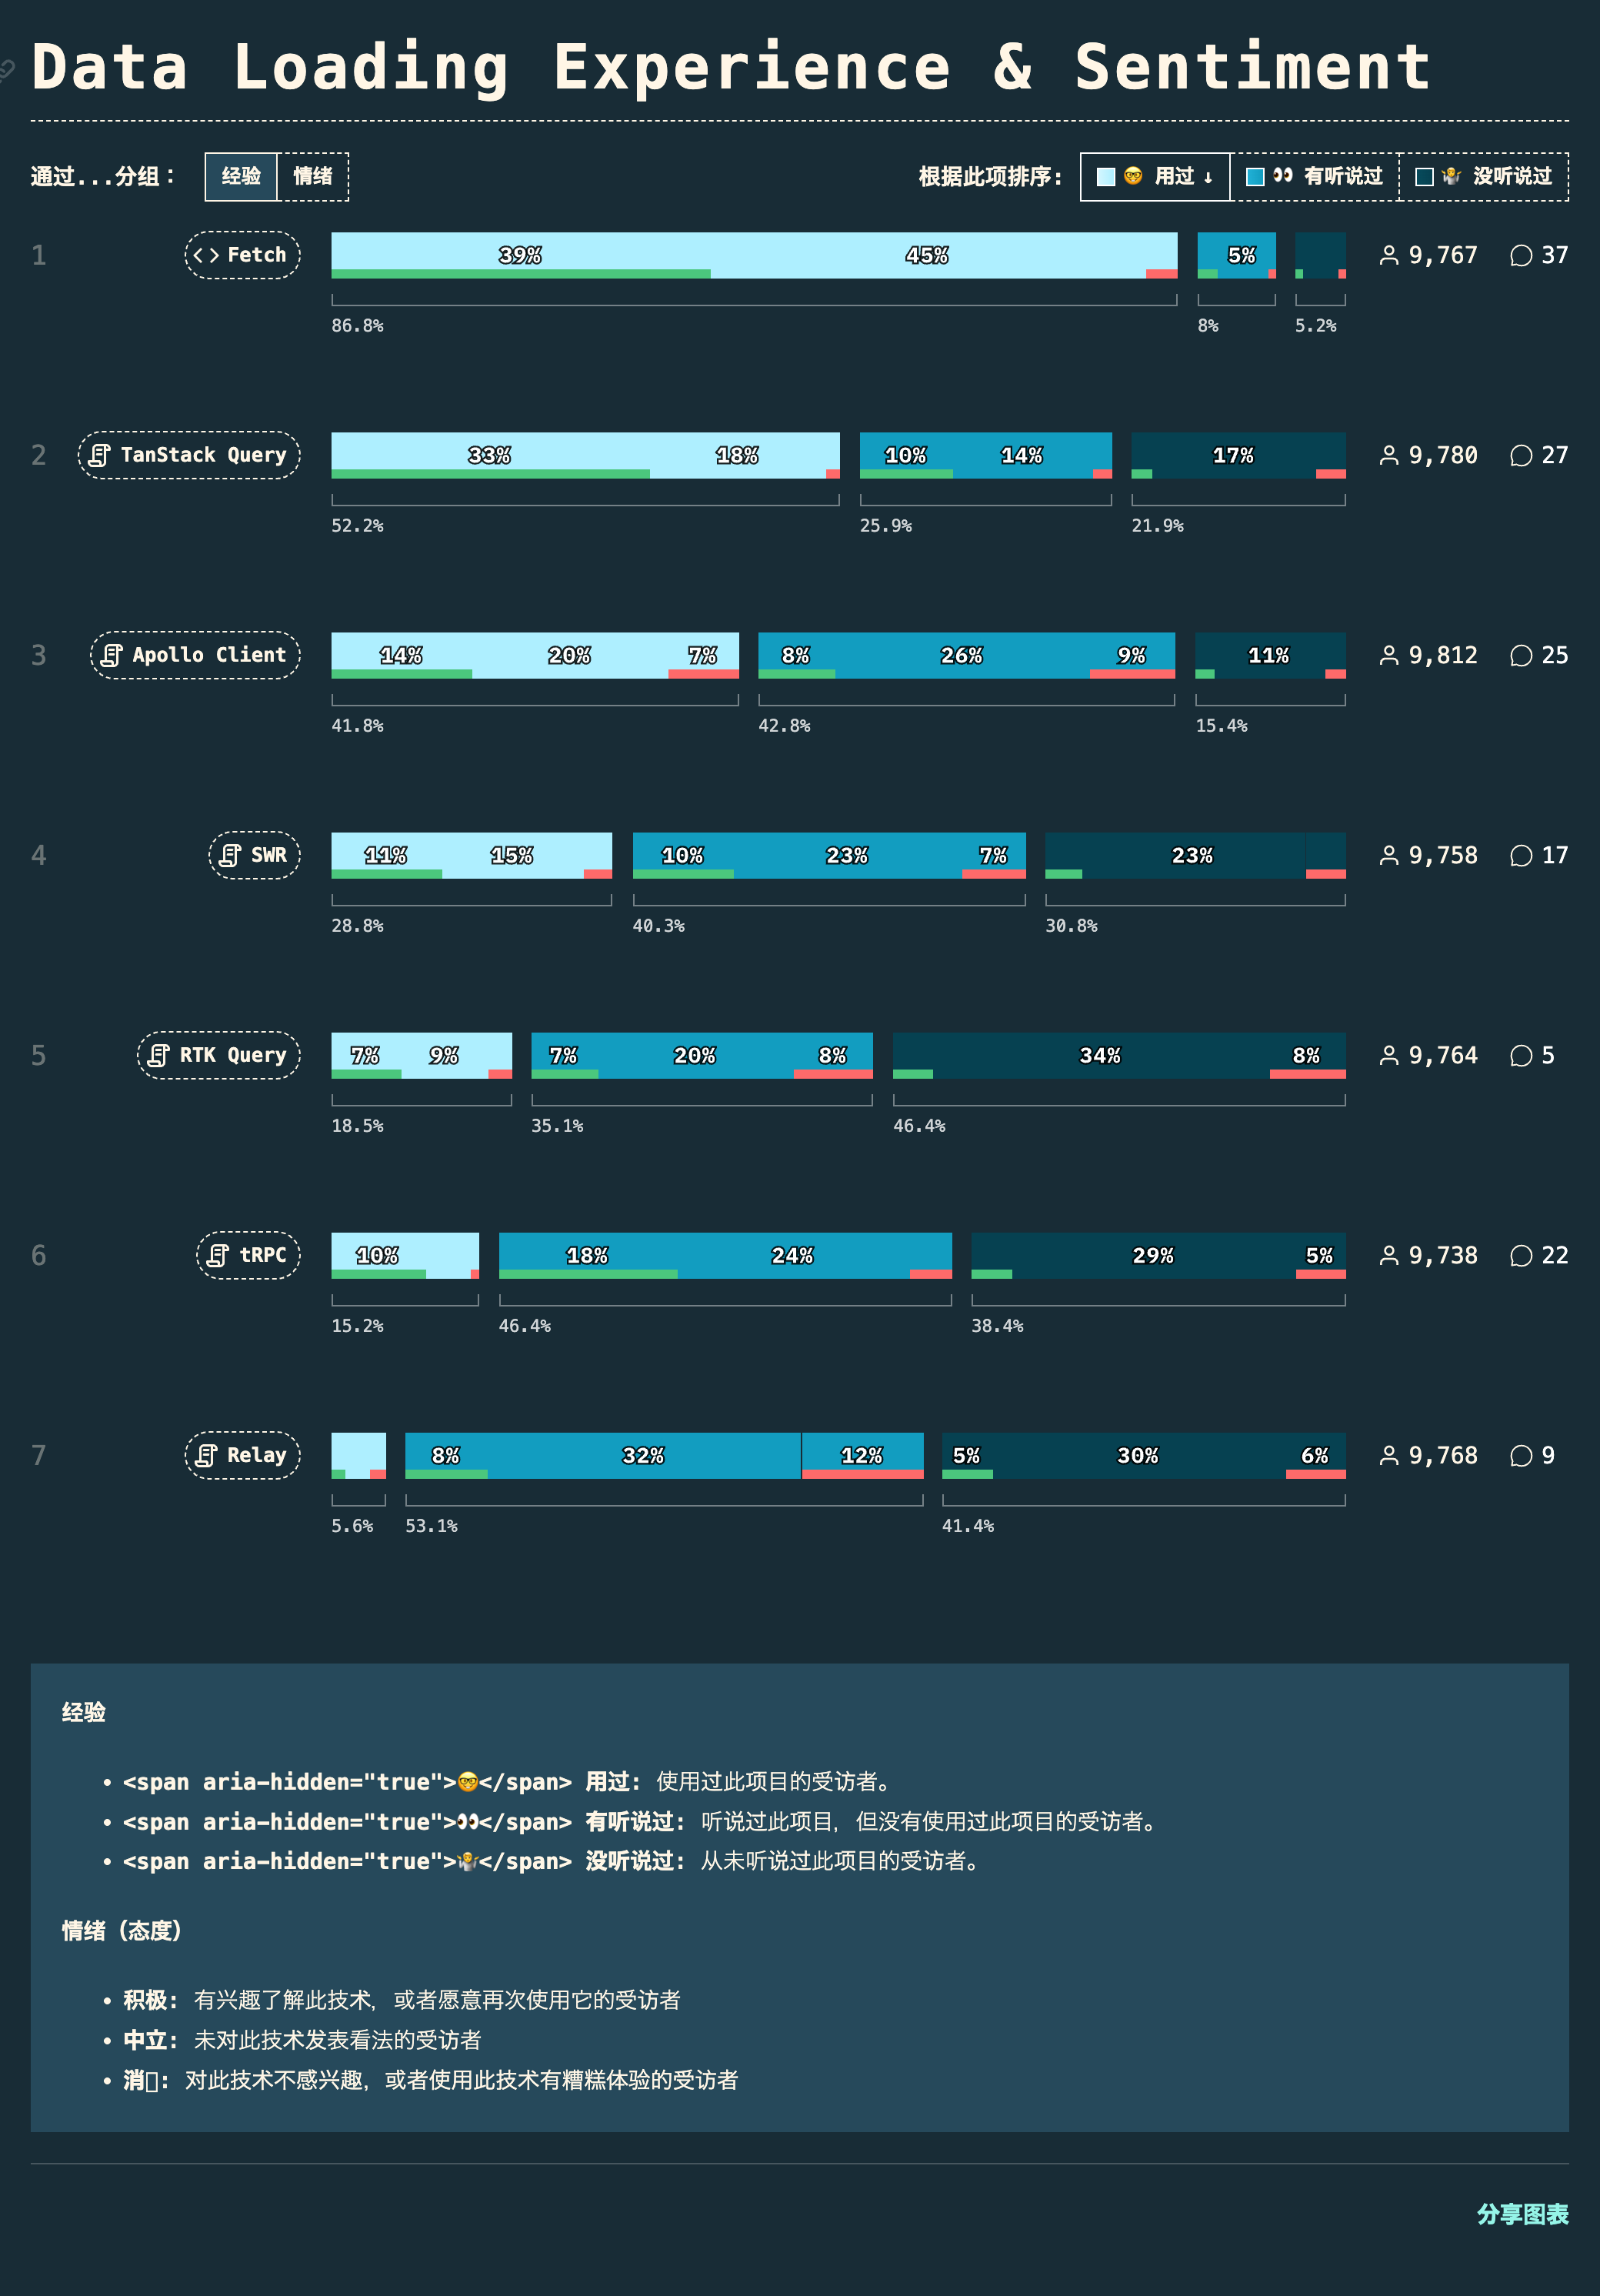 Data Loading Experience & Sentiment
通过...分组： 经验 情绪 根据此项排序: 🤓 用过 ↓ 👀 有听说过 🤷 没听说过
1 <> Fetch 39% 45% 5% 9,767 37
86.8% 8% 5.2%
2 TanStack Query 33% 18% 10% 14% 17% 9,780 27
52.2% 25.9% 21.9%
3 Apollo Client 14% 20% 7% 8% 26% 9% 11% 9,812 25
41.8% 42.8% 15.4%
4 SWR 11% 15% 10% 23% 7% 23% 9,758 17
28.8% 40.3% 30.8%
5 RTK Query 7% 9% 7% 20% 8% 34% 8% 9,764 5
18.5% 35.1% 46.4%
6 tRPC 10% 18% 24% 29% 5% 9,738 22
15.2% 46.4% 38.4%
7 Relay 8% 32% 12% 5% 30% 6% 9,768 9
5.6% 53.1% 41.4%
经验
• <span aria-hidden="true">🤓</span> 用过: 使用过此项目的受访者。
• <span aria-hidden="true">👀</span> 有听说过: 听说过此项目，但没有使用过此项目的受访者。
• <span aria-hidden="true">🤷</span> 没听说过: 从未听说过此项目的受访者。
情绪（态度）
• 积极: 有兴趣了解此技术，或者愿意再次使用它的受访者
• 中立: 未对此技术发表看法的受访者
• 消: 对此技术不感兴趣，或者使用此技术有糟糕体验的受访者
分享图表